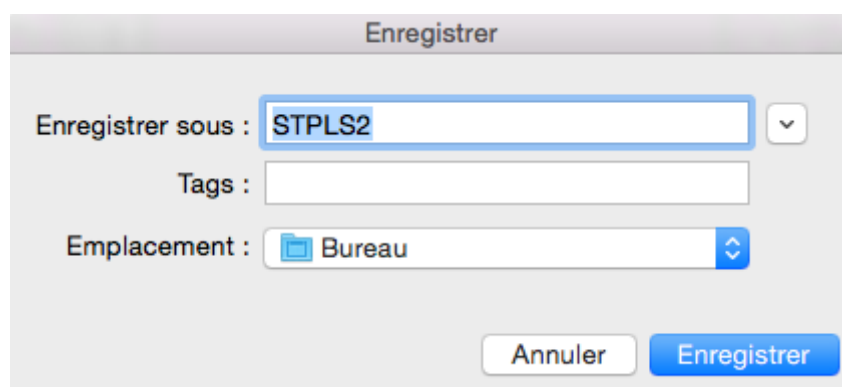 Enregistrer
Enregistrer sous : STPLS2
Tags :
Emplacement : Bureau
Annuler Enregistrer